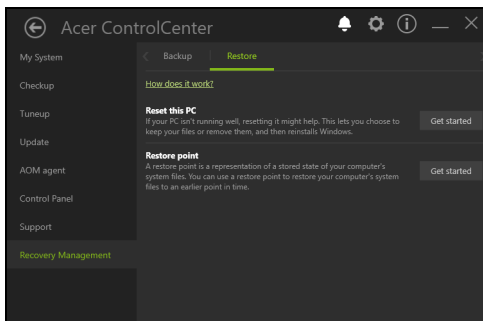 Acer ControlCenter
My System
Backup
Restore
Checkup
How does it work?
Tuneup
Reset this PC
If your PC isn't running well, resetting it might help. This lets you choose to
keep your files or remove them, and then reinstalls Windows.
Get started
Update
Restore point
A restore point is a representation of a stored state of your computer's
system files. You can use a restore point to restore your computer's system
files to an earlier point in time.
Get started
AOM agent
Control Panel
Support
Recovery Management